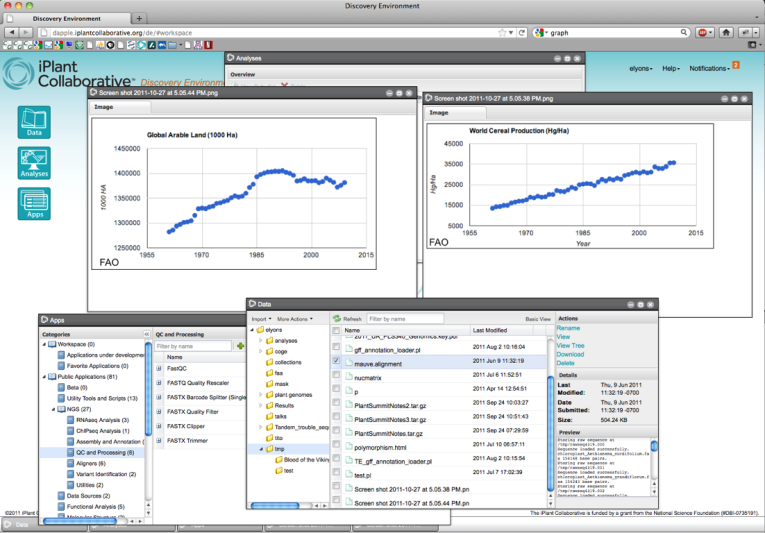 Discovery Environment
Discovery Environment
dapple.iplantcollaborative.org/de/#workspace
graph
iPlant
Collaborative™
Discovery Environm
elyons
Help
Notifications
2
Data
Analyses
Apps
Analyses
Overview
Screen shot 2011-10-27 at 5.05.44 PM.png
Image
Global Arable Land (1000 Ha)
1450000
1400000
1350000
1300000
1250000
1000 HA
1955
1970
1985
2000
2015
FAO
Screen shot 2011-10-27 at 5.05.38 PM.png
Image
World Cereal Production (Hg/Ha)
45000
35000
25000
15000
5000
Hg/Ha
1955
1970
1985
2000
2015
FAO
Year
Apps
Categories
Workspace (0)
Applications under developme
Favorite Applications (0)
Public Applications (81)
Beta (0)
Utility Tools and Scripts (13)
NGS (27)
RNAseq Analysis (3)
ChIPseq Analysis (1)
Assembly and Annotation (
QC and Processing (6)
Aligners (6)
Variant Identification (2)
Utilities (2)
Data Sources (2)
Functional Analysis (5)
QC and Processing
Filter by name
Name
FastQC
FASTQ Quality Rescaler
FASTX Barcode Splitter (Single
FASTX Quality Filter
FASTX Clipper
FASTX Trimmer
Data
Import
More Actions
Refresh
Filter by name
Basic View
elyons
analyses
coge
collections
fas
mask
plant genomes
Results
talks
Tandem_trouble_seq
tito
tmp
Blood of the Viking
test
Name
Last Modified
gff_annotation_loader.pl
2011 Aug 2 10:16:04
mauve.alignment
2011 Jun 9 11:32:19
nucmatrix
2011 Jul 6 11:52:51
p
2011 Apr 14 12:54:51
PlantSummitNotes2.tar.gz
2011 Sep 24 10:03:27
PlantSummitNotes3.tar.gz
2011 Sep 24 10:51:43
PlantSummitNotes.tar.gz
2011 Sep 24 07:29:59
polymorphism.html
2011 Jul 10 06:57:11
TE_gff_annotation_loader.pl
2011 Aug 2 10:15:54
test.pl
2011 Jul 7 17:02:39
Screen shot 2011-10-27 at 5.05.38 PM.pn
Screen shot 2011-10-27 at 5.05.44 PM.pn
Actions
Rename
View
View Tree
Download
Delete
Details
Last Modified:
Thu, 9 Jun 2011 11:32:19 -0700
Date Submitted:
Thu, 9 Jun 2011 11:32:19 -0700
Size:
504.24 KB
Preview
©2011 iPlant Co
The iPlant Collaborative is funded by a grant from the National Science Foundation (#DBI-0735191).
Data